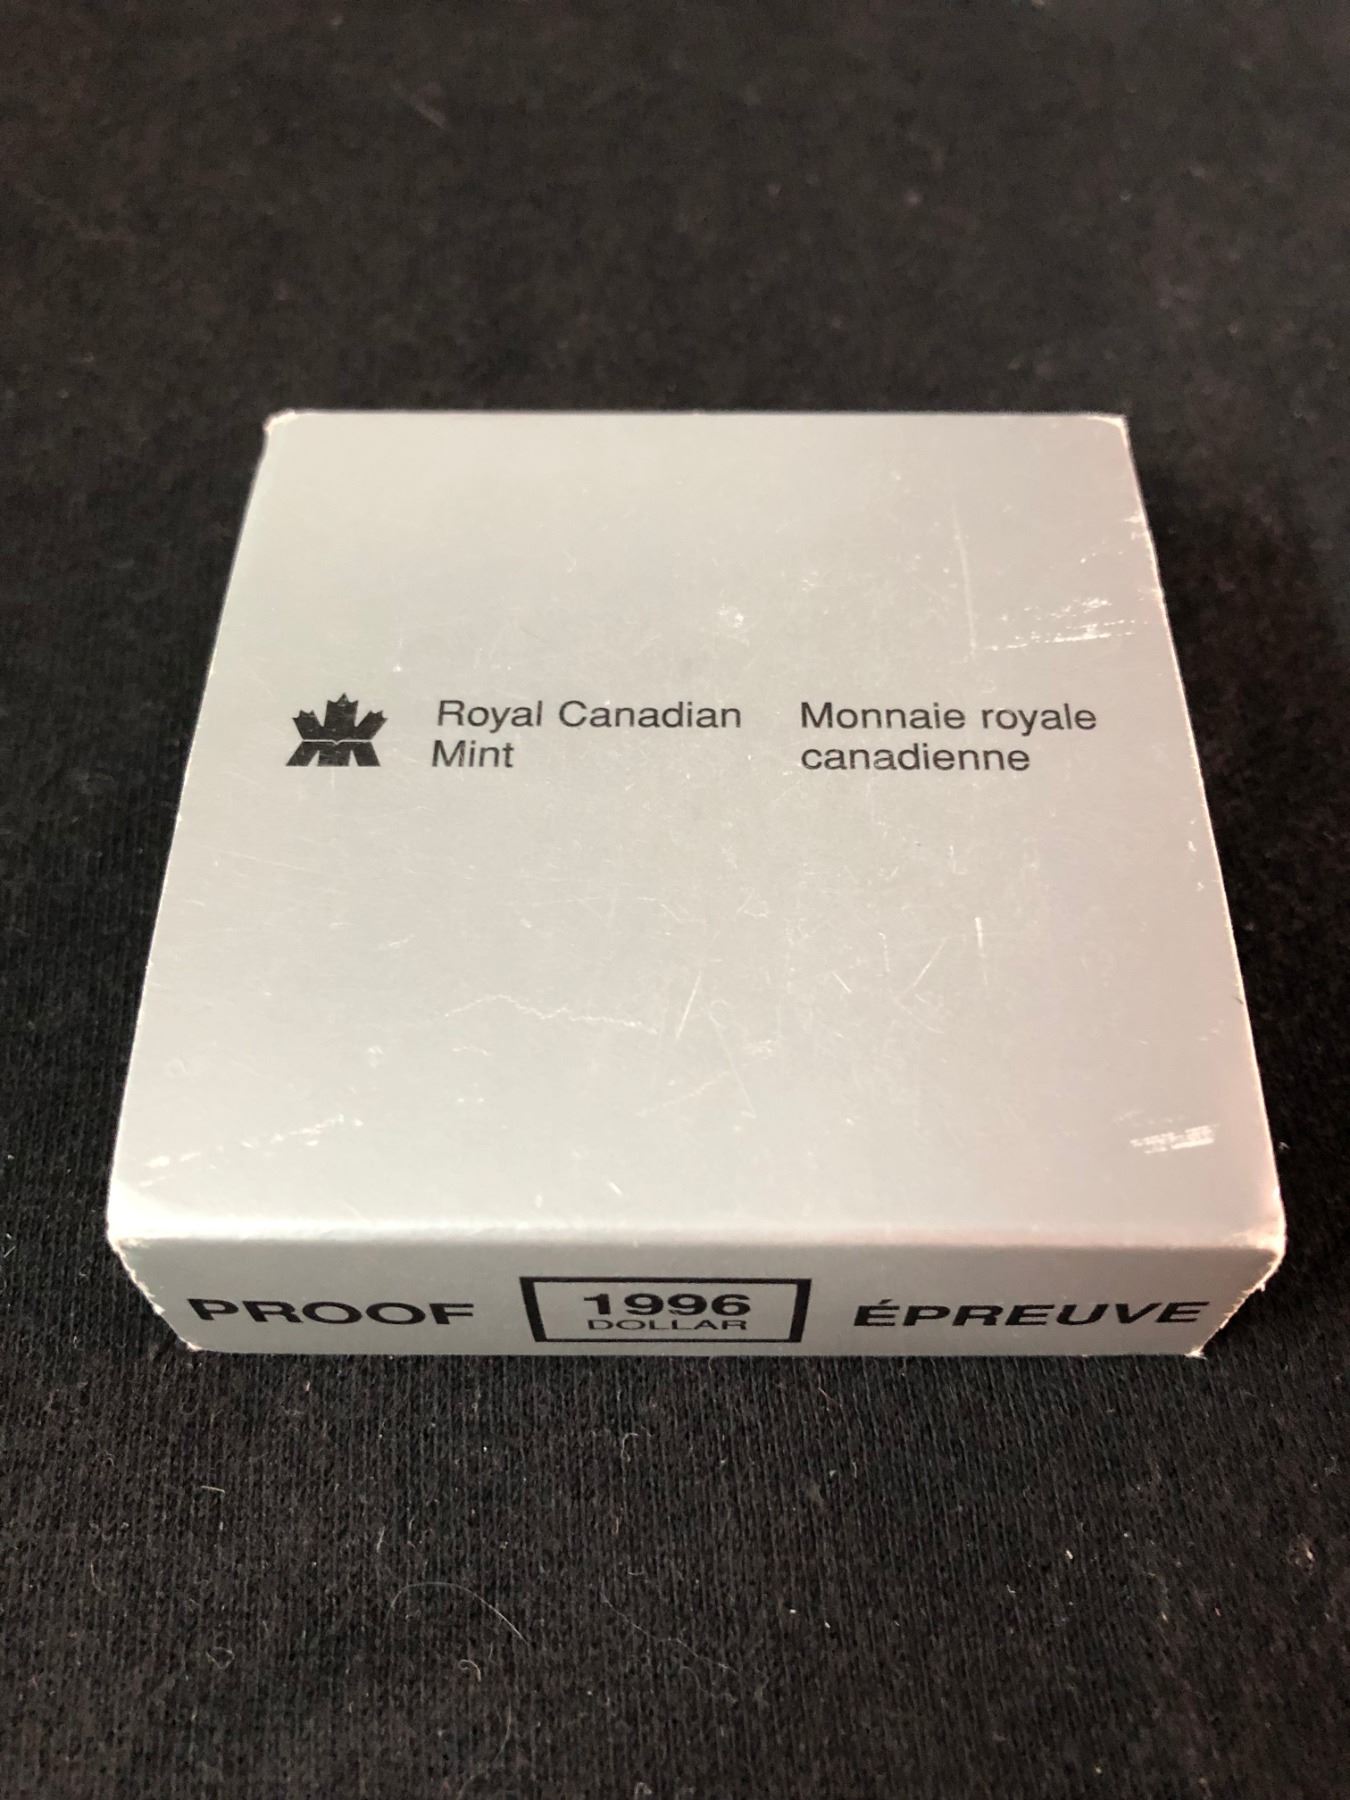 Royal Canadian
Mint
Monnaie royale
canadienne
PROOF
1996
DOLLAR
ÉPREUVE